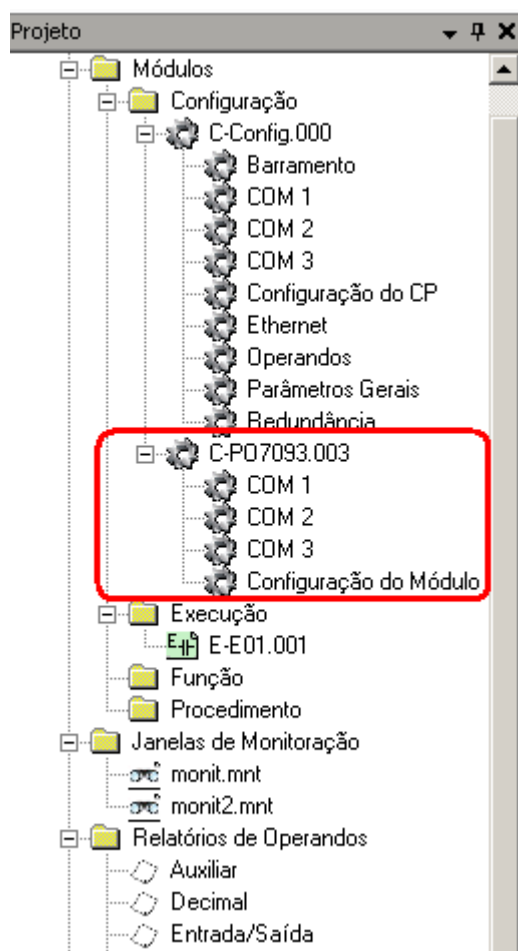 Projeto
Módulos
Configuração
C-Config.000
Barramento
COM 1
COM 2
COM 3
Configuração do CP
Ethernet
Operandos
Parâmetros Gerais
Redundância
C-PO7093.003
COM 1
COM 2
COM 3
Configuração do Módulo
Execução
E-E01.001
Função
Procedimento
Janelas de Monitoração
monit.mnt
monit2.mnt
Relatórios de Operandos
Auxiliar
Decimal
Entrada/Saída